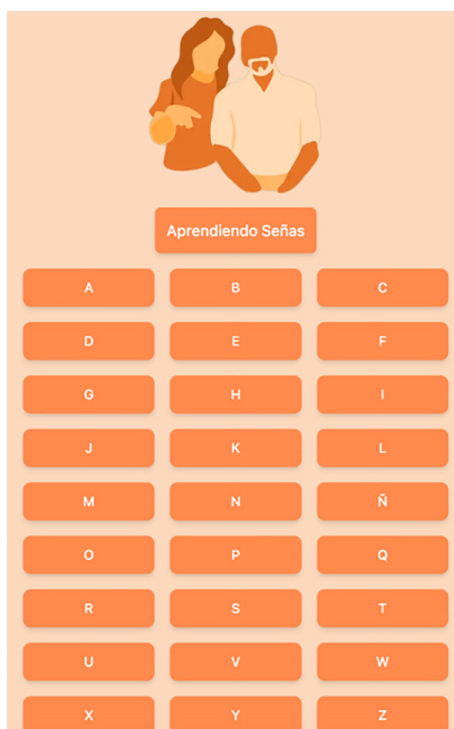 Aprendiendo Señas
A B C
D E F
G H I
J K L
M N Ñ
O P Q
R S T
U V W
X Y Z